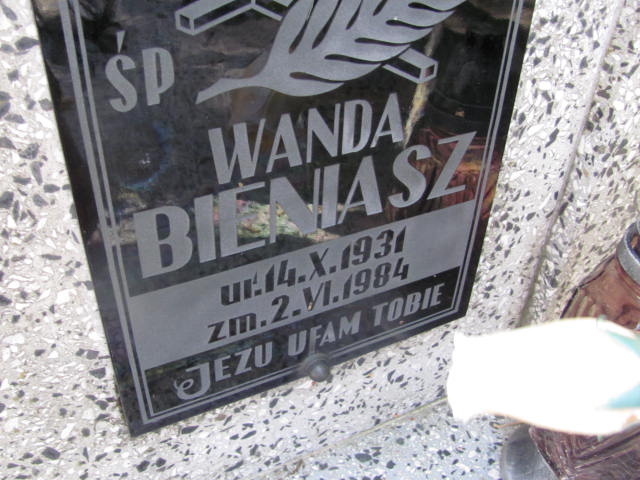 ŚP
WANDA
BIENIASZ
ur.14.X.1931
zm.2.VI.1984
JEZU UFAM TOBIE